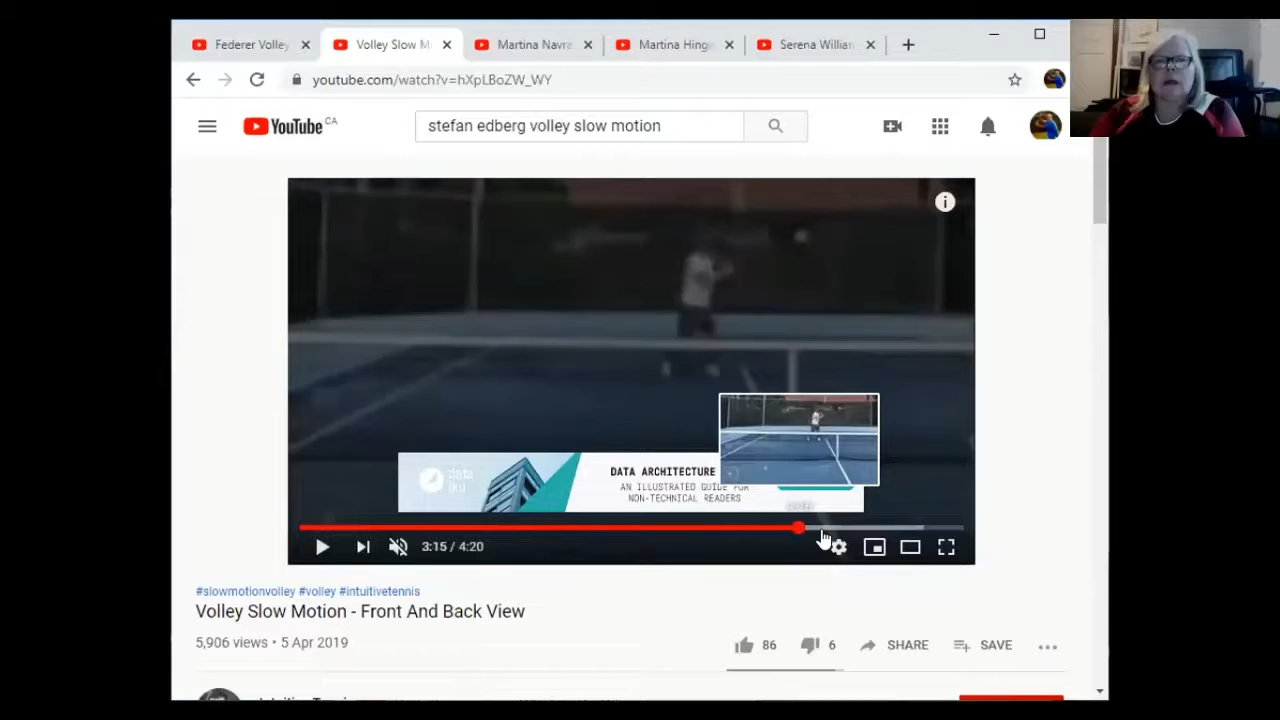 Federer Volley
Volley Slow M
Martina Navra
Martina Hing
Serena Willian
youtube.com/watch?v=hXpLBoZW_WY
YouTube CA
stefan edberg volley slow motion
data
iku
DATA ARCHITECTURE
AN ILLUSTRATED GUIDE FOR
NON-TECHNICAL READERS
3:15 / 4:20
#slowmotionvolley #volley #intuitivetennis
Volley Slow Motion - Front And Back View
5,906 views • 5 Apr 2019
86
6
SHARE
SAVE